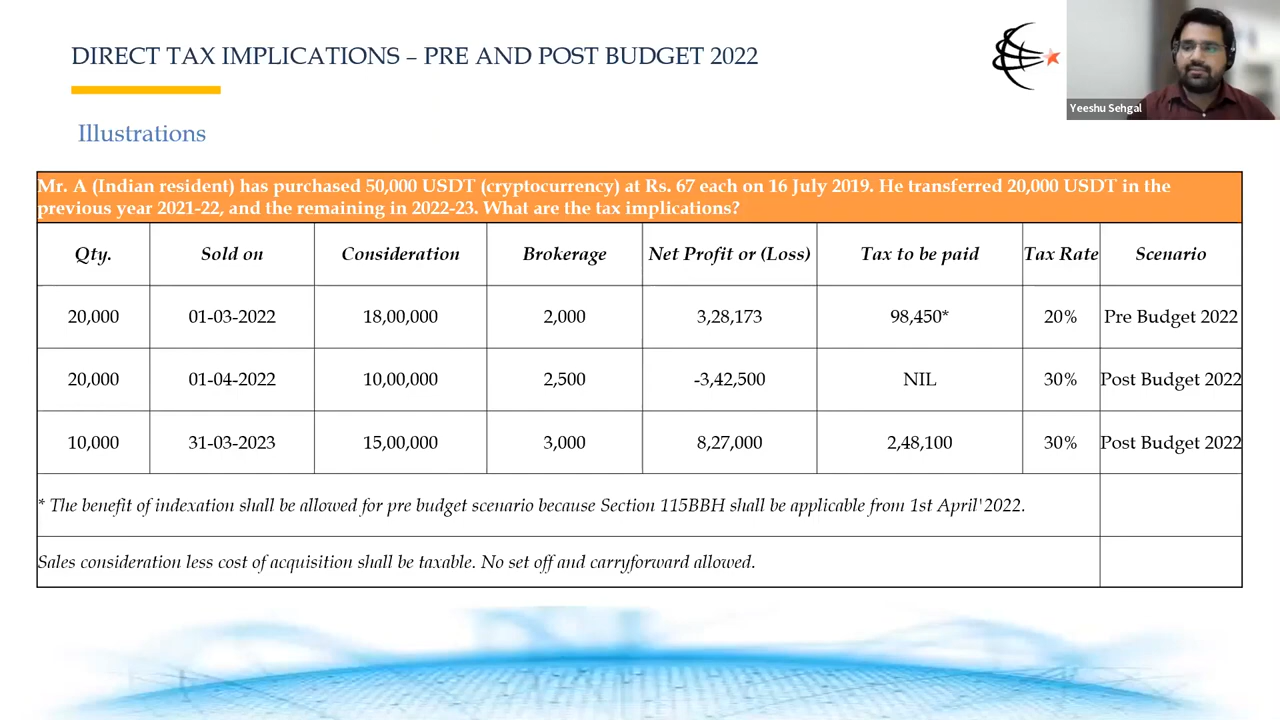 DIRECT TAX IMPLICATIONS – PRE AND POST BUDGET 2022
Yeeshu Sehgal
Illustrations
Mr. A (Indian resident) has purchased 50,000 USDT (cryptocurrency) at Rs. 67 each on 16 July 2019. He transferred 20,000 USDT in the
previous year 2021-22, and the remaining in 2022-23. What are the tax implications?
Qty. Sold on Consideration Brokerage Net Profit or (Loss) Tax to be paid Tax Rate Scenario
20,000 01-03-2022 18,00,000 2,000 3,28,173 98,450* 20% Pre Budget 2022
20,000 01-04-2022 10,00,000 2,500 -3,42,500 NIL 30% Post Budget 2022
10,000 31-03-2023 15,00,000 3,000 8,27,000 2,48,100 30% Post Budget 2022
* The benefit of indexation shall be allowed for pre budget scenario because Section 115BBH shall be applicable from 1st April'2022.
Sales consideration less cost of acquisition shall be taxable. No set off and carryforward allowed.